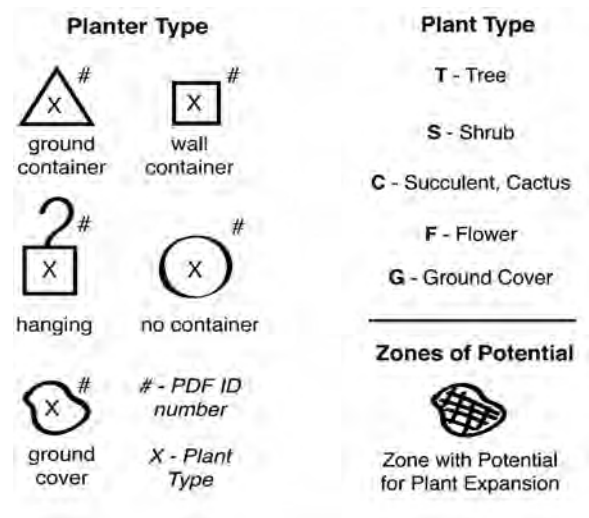 Planter Type
#
X
ground
container
#
X
wall
container
#
X
hanging
#
X
no container
#
X
ground
cover
# - PDF ID
number
X - Plant
Type
Plant Type
T - Tree
S - Shrub
C - Succulent, Cactus
F - Flower
G - Ground Cover
Zones of Potential
Zone with Potential
for Plant Expansion